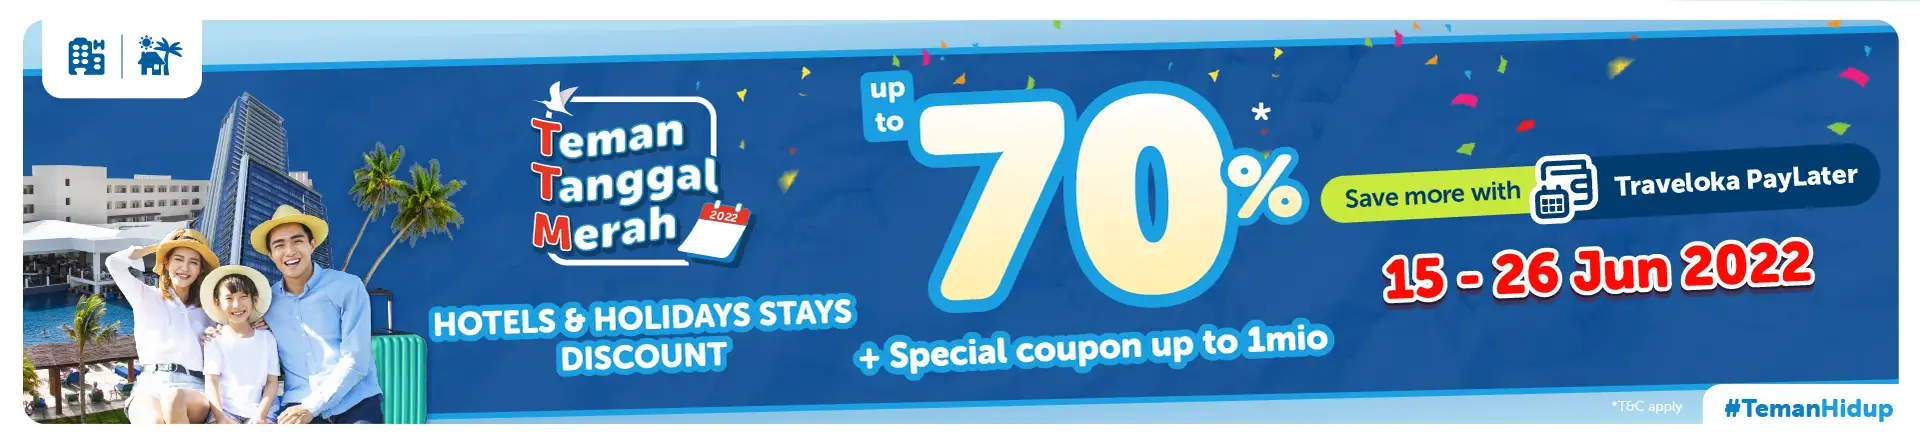 Teman
Tanggal
Merah
2022
HOTELS & HOLIDAYS STAYS
DISCOUNT
up
to
70%*
+ Special coupon up to 1mio
Save more with
Traveloka PayLater
15 - 26 Jun 2022
*T&C apply
#TemanHidup